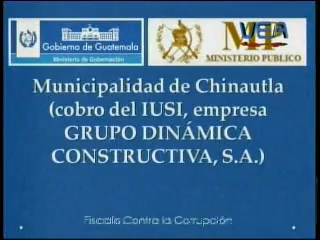 Gobierno de Guatemala
Ministerio de Gobernación
MP
MINISTERIO PUBLICO
Municipalidad de Chinautla
(cobro del IUSI, empresa
GRUPO DINÁMICA
CONSTRUCTIVA, S.A.)
Fiscalía Contra la Corrupción